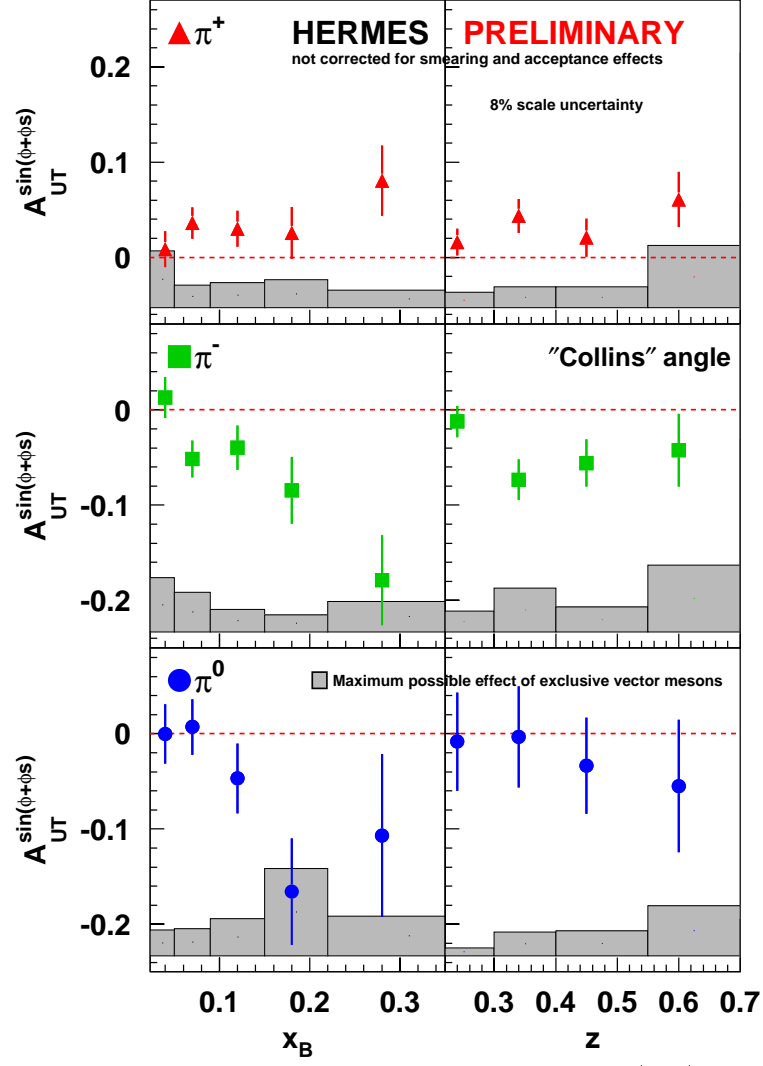 π+ HERMES PRELIMINARY
not corrected for smearing and acceptance effects
8% scale uncertainty
A_UT^sin(ϕ+ϕs)
0.2
0.1
0
π-
"Collins" angle
A_UT^sin(ϕ+ϕs)
0
-0.1
-0.2
π0
Maximum possible effect of exclusive vector mesons
A_UT^sin(ϕ+ϕs)
0
-0.1
-0.2
0.1 0.2 0.3 0.3 0.4 0.5 0.6 0.7
x_B z